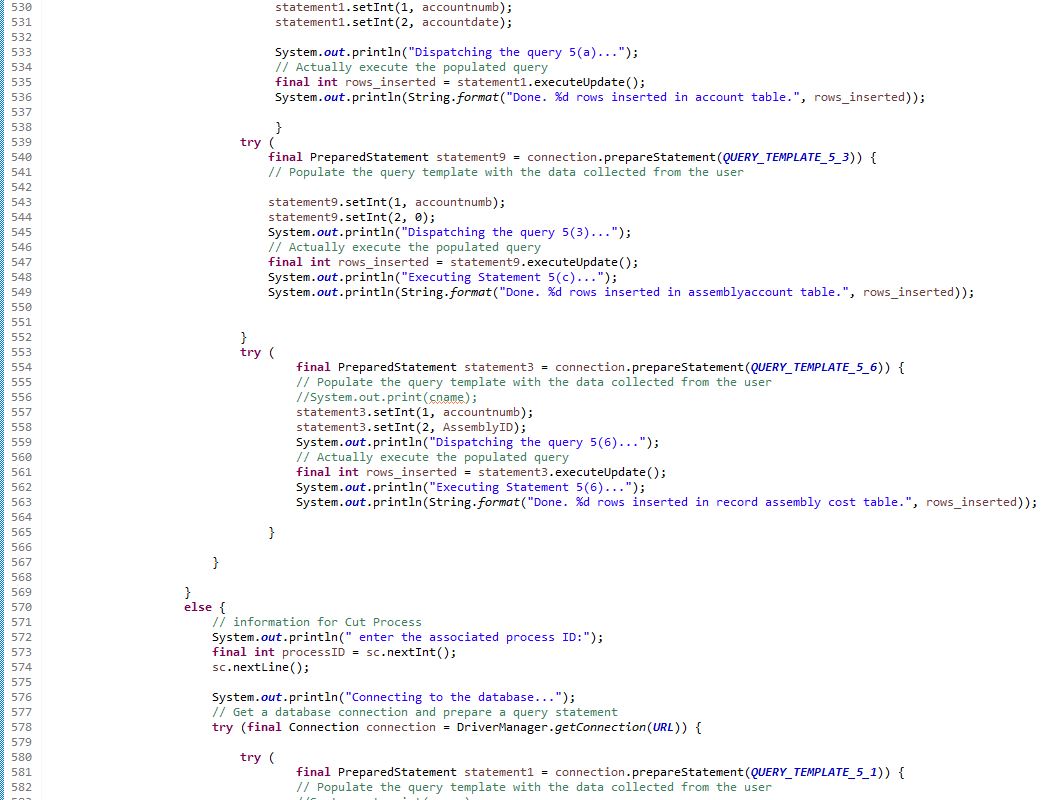 530 statement1.setInt(1, accountnumb);
531 statement1.setInt(2, accountdate);
532
533 System.out.println("Dispatching the query 5(a)...");
534 // Actually execute the populated query
535 final int rows_inserted = statement1.executeUpdate();
536 System.out.println(String.format("Done. %d rows inserted in account table.", rows_inserted));
537
538 }
539 try (
540 final PreparedStatement statement9 = connection.prepareStatement(QUERY_TEMPLATE_5_3)) {
541 // Populate the query template with the data collected from the user
542
543 statement9.setInt(1, accountnumb);
544 statement9.setInt(2, 0);
545 System.out.println("Dispatching the query 5(3)...");
546 // Actually execute the populated query
547 final int rows_inserted = statement9.executeUpdate();
548 System.out.println("Executing Statement 5(c)...");
549 System.out.println(String.format("Done. %d rows inserted in assemblyaccount table.", rows_inserted));
550
551
552 }
553 try (
554 final PreparedStatement statement3 = connection.prepareStatement(QUERY_TEMPLATE_5_6)) {
555 // Populate the query template with the data collected from the user
556 //System.out.print(cname);
557 statement3.setInt(1, accountnumb);
558 statement3.setInt(2, AssemblyID);
559 System.out.println("Dispatching the query 5(6)...");
560 // Actually execute the populated query
561 final int rows_inserted = statement3.executeUpdate();
562 System.out.println("Executing Statement 5(6)...");
563 System.out.println(String.format("Done. %d rows inserted in record assembly cost table.", rows_inserted));
564
565 }
566
567 }
568
569 }
570 else {
571 // information for Cut Process
572 System.out.println(" enter the associated process ID:");
573 final int processID = sc.nextInt();
574 sc.nextLine();
575
576 System.out.println("Connecting to the database...");
577 // Get a database connection and prepare a query statement
578 try (final Connection connection = DriverManager.getConnection(URL)) {
579
580 try (
581 final PreparedStatement statement1 = connection.prepareStatement(QUERY_TEMPLATE_5_1)) {
582 // Populate the query template with the data collected from the user